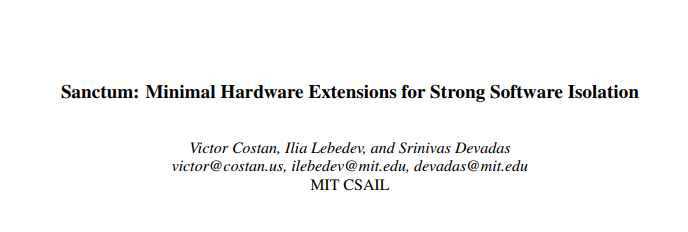 Sanctum: Minimal Hardware Extensions for Strong Software Isolation
Victor Costan, Ilia Lebedev, and Srinivas Devadas
victor@costan.us, ilebedev@mit.edu, devadas@mit.edu
MIT CSAIL